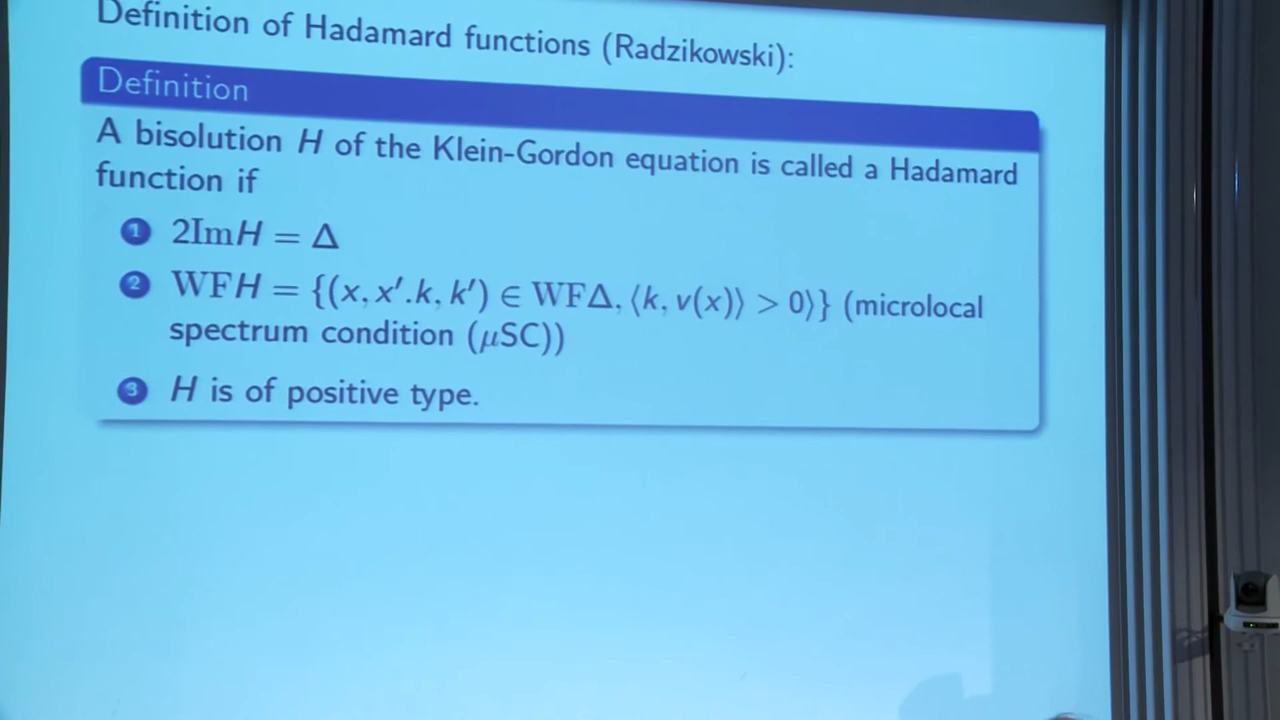 Definition of Hadamard functions (Radzikowski):
Definition
A bisolution H of the Klein-Gordon equation is called a Hadamard
function if
1 2ImH = Δ
2 WFH = {(x, x′.k, k′) ∈ WFΔ, ⟨k, v(x)⟩ > 0⟩} (microlocal
spectrum condition (μSC))
3 H is of positive type.